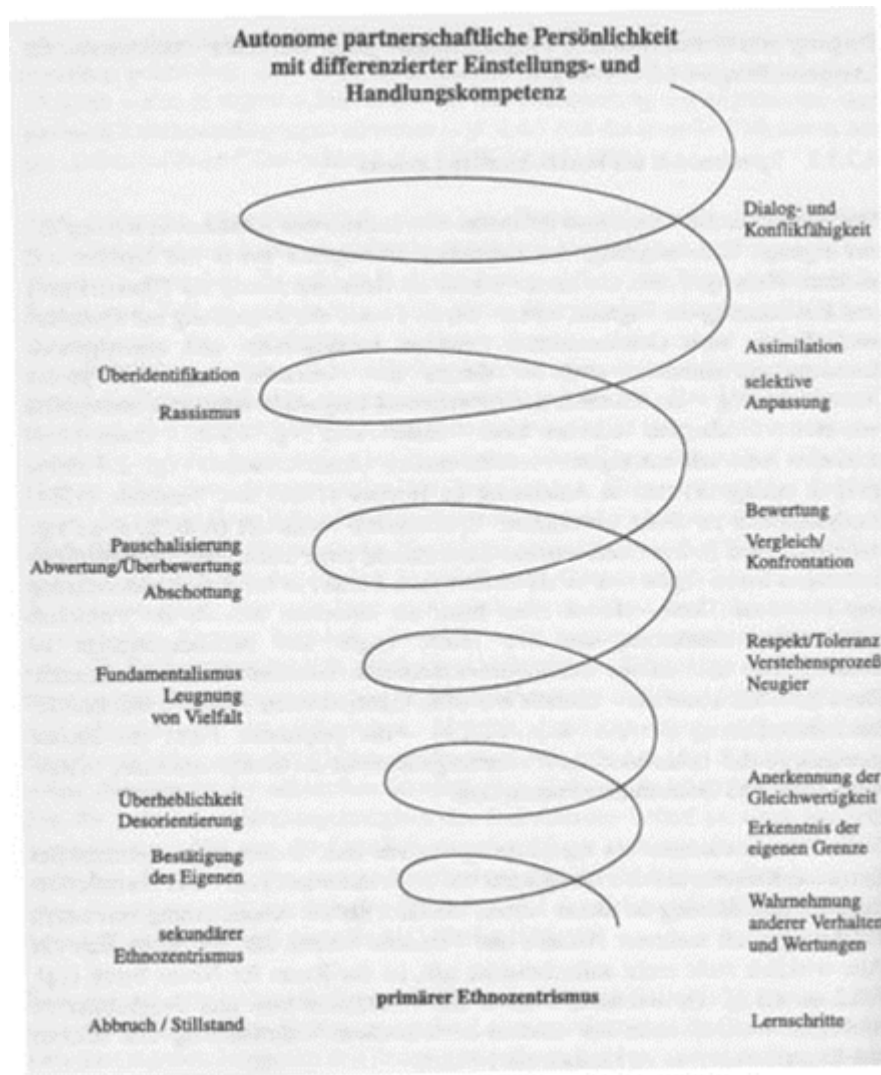 Autonome partnerschaftliche Persönlichkeit
mit differenzierter Einstellungs- und
Handlungskompetenz
Dialog- und
Konflikfähigkeit
Assimilation
Überidentifikation
selektive
Anpassung
Rassismus
Bewertung
Pauschalisierung
Abwertung/Überbewertung
Abschottung
Vergleich/
Konfrontation
Respekt/Toleranz
Verstehensprozeß
Neugier
Fundamentalismus
Leugnung
von Vielfalt
Anerkennung der
Gleichwertigkeit
Überheblichkeit
Desorientierung
Erkenntnis der
eigenen Grenze
Bestätigung
des Eigenen
Wahrnehmung
anderer Verhalten
und Wertungen
sekundärer
Ethnozentrismus
primärer Ethnozentrismus
Abbruch / Stillstand
Lernschritte